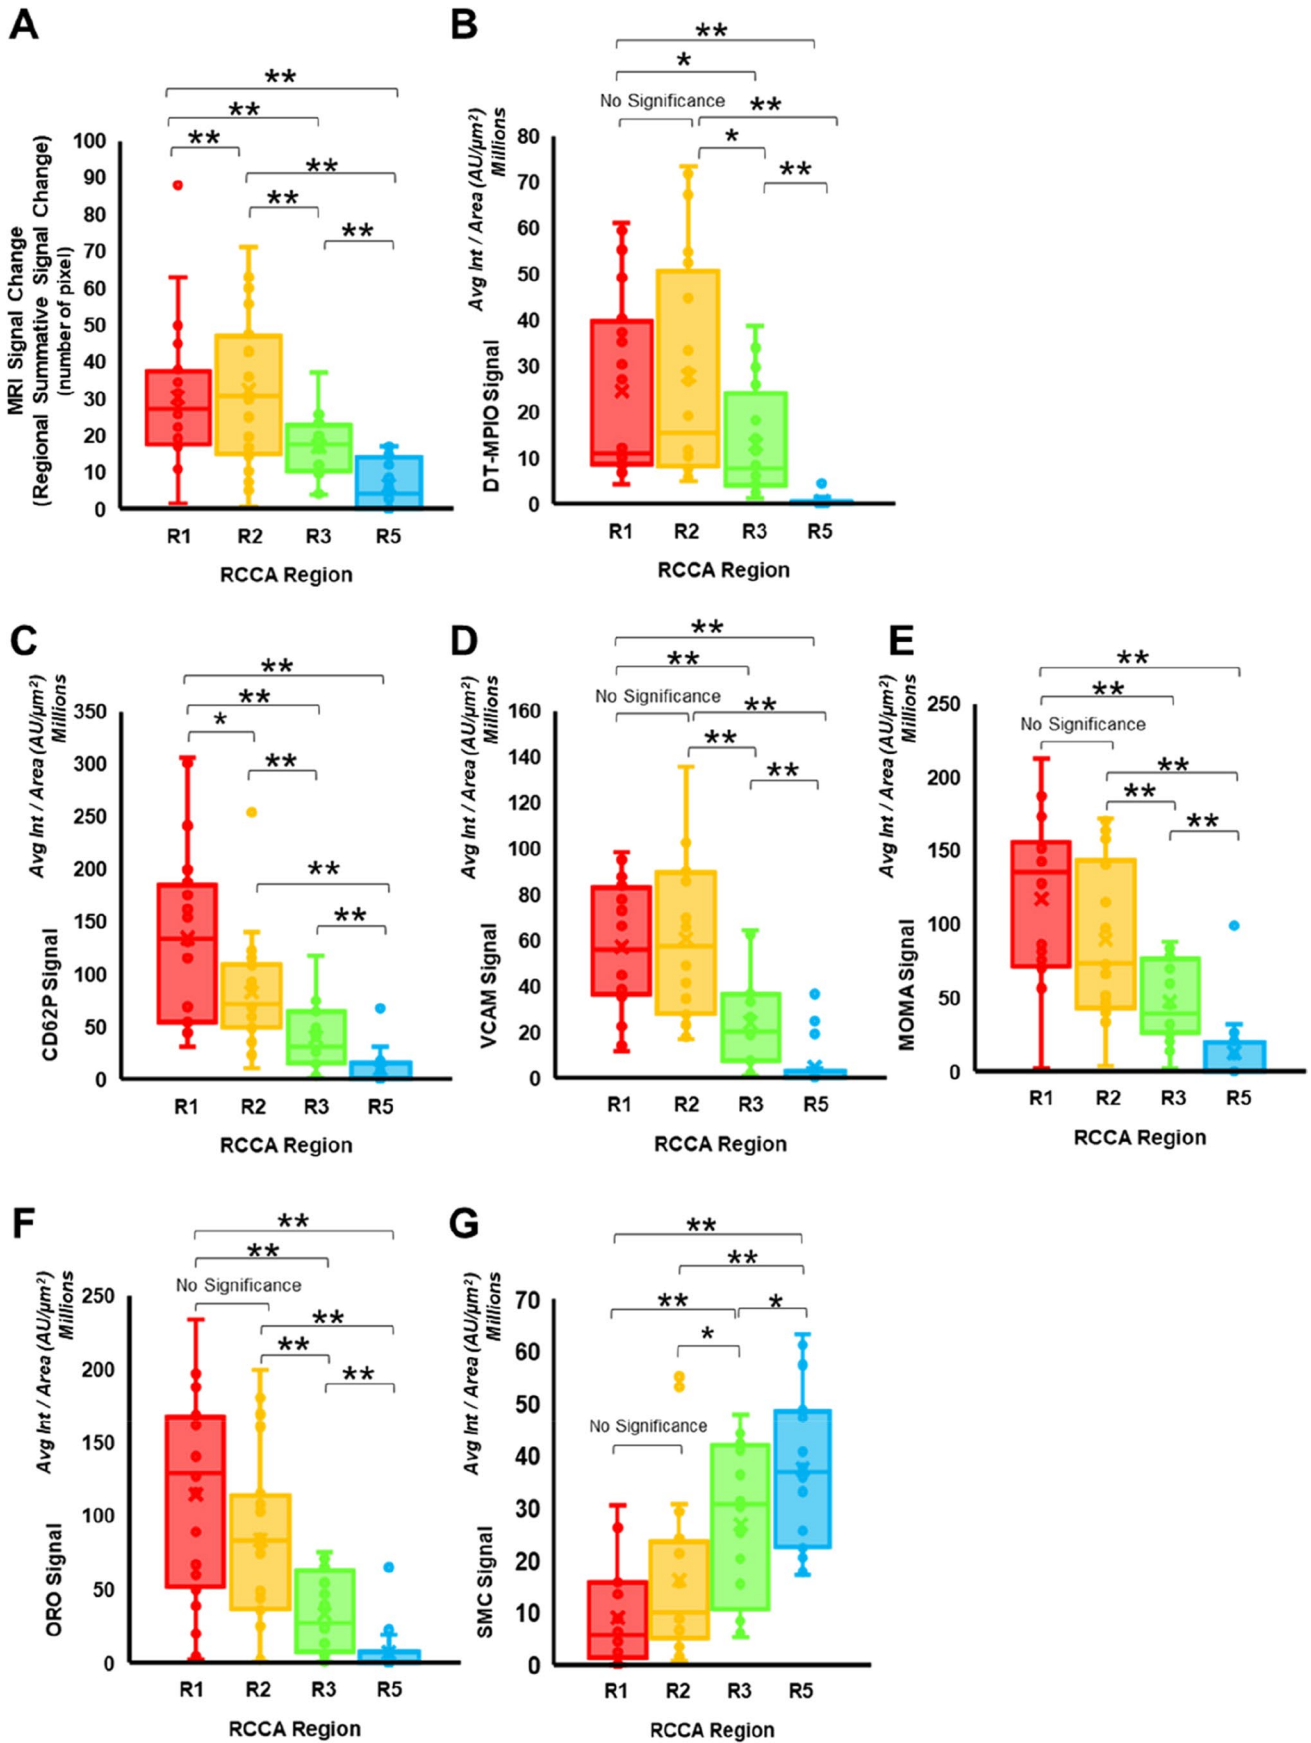 A
**
**
**
**
**
**
MRI Signal Change
(Regional Summative Signal Change)
(number of pixel)
100
90
80
70
60
50
40
30
20
10
0
R1 R2 R3 R5
RCCA Region
B
**
*
No Significance
**
*
**
Avg Int / Area (AU/µm²)
Millions
DT-MPIO Signal
80
70
60
50
40
30
20
10
0
R1 R2 R3 R5
RCCA Region
C
**
**
*
**
**
**
Avg Int / Area (AU/µm²)
Millions
CD62P Signal
350
300
250
200
150
100
50
0
R1 R2 R3 R5
RCCA Region
D
**
**
No Significance
**
**
**
Avg Int / Area (AU/µm²)
Millions
VCAM Signal
160
140
120
100
80
60
40
20
0
R1 R2 R3 R5
RCCA Region
E
**
**
No Significance
**
**
**
Avg Int / Area (AU/µm²)
Millions
MOMA Signal
250
200
150
100
50
0
R1 R2 R3 R5
RCCA Region
F
**
**
No Significance
**
**
**
Avg Int / Area (AU/µm²)
Millions
ORO Signal
250
200
150
100
50
0
R1 R2 R3 R5
RCCA Region
G
**
**
**
*
*
No Significance
Avg Int / Area (AU/µm²)
Millions
SMC Signal
70
60
50
40
30
20
10
0
R1 R2 R3 R5
RCCA Region